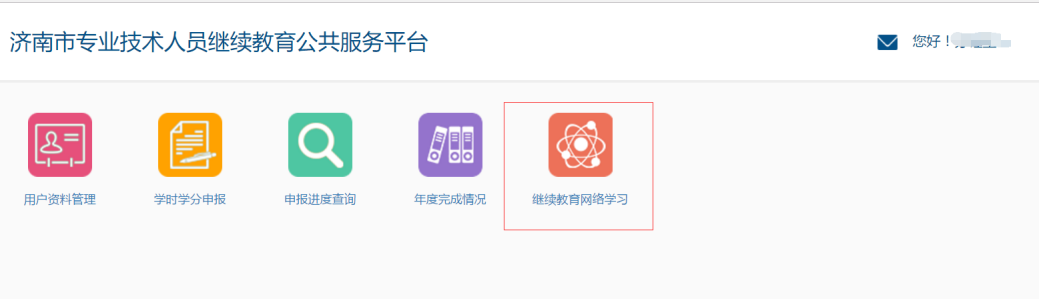 济南市专业技术人员继续教育公共服务平台
您好！
用户资料管理
学时学分申报
申报进度查询
年度完成情况
继续教育网络学习